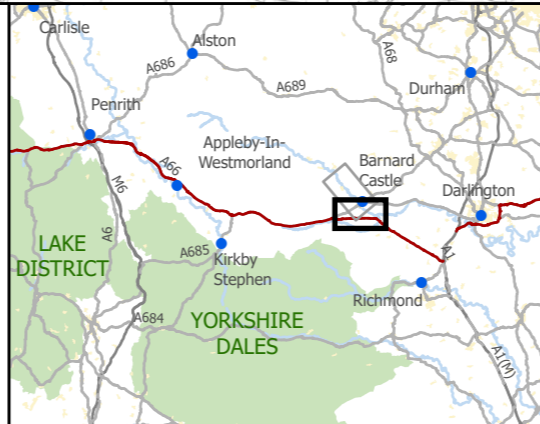 Carlisle
Alston
A68
A686
A689
Durham
Penrith
Appleby-In-
Westmorland
Barnard
Castle
A66
Darlington
M6
A6
LAKE
DISTRICT
A685
Kirkby
Stephen
A1
Richmond
A684
YORKSHIRE
DALES
A1(M)